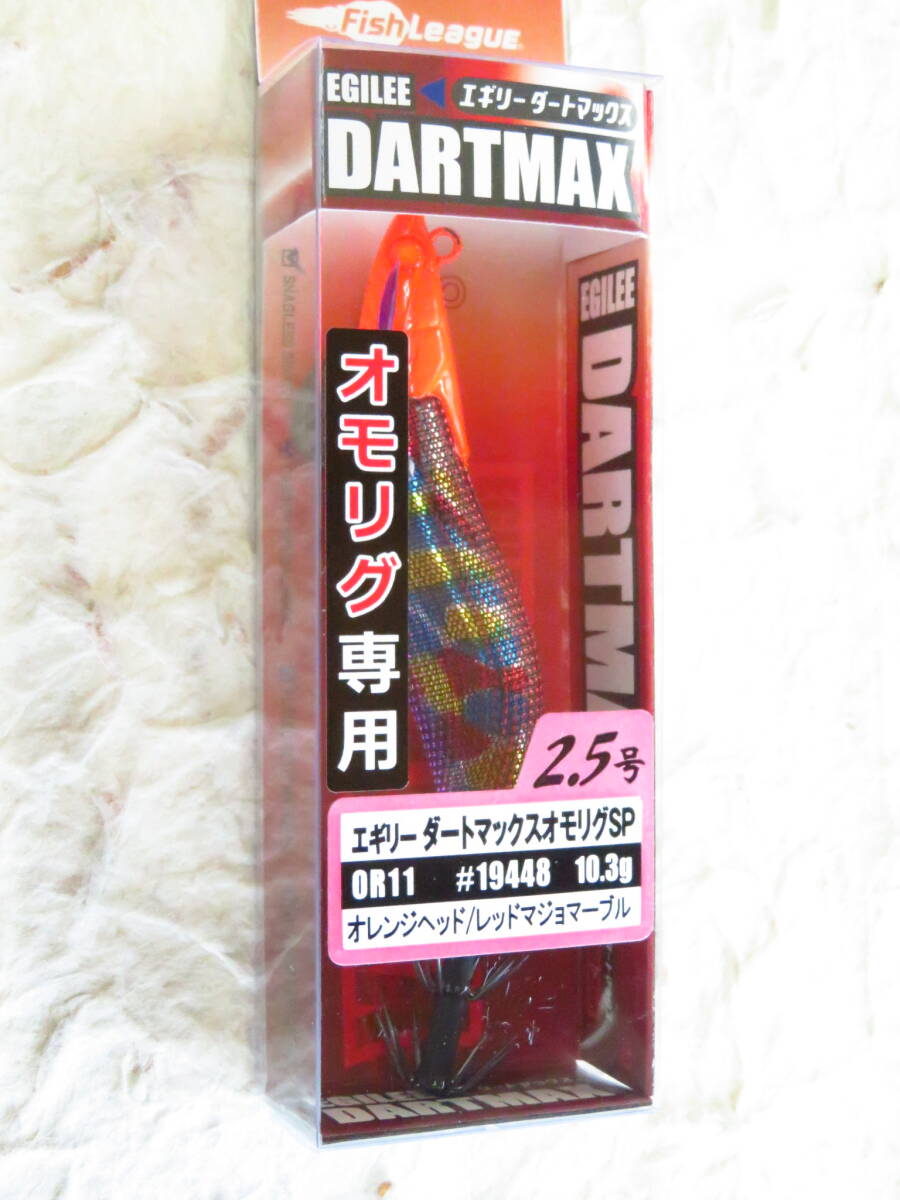 Fish League
EGILEE
エギリー ダートマックス
DARTMAX
EGILEE
オモリグ専用
2.5号
エギリー ダートマックスオモリグSP
OR11 #19448 10.3g
オレンジヘッド/レッドマジョマーブル
DARTMAX